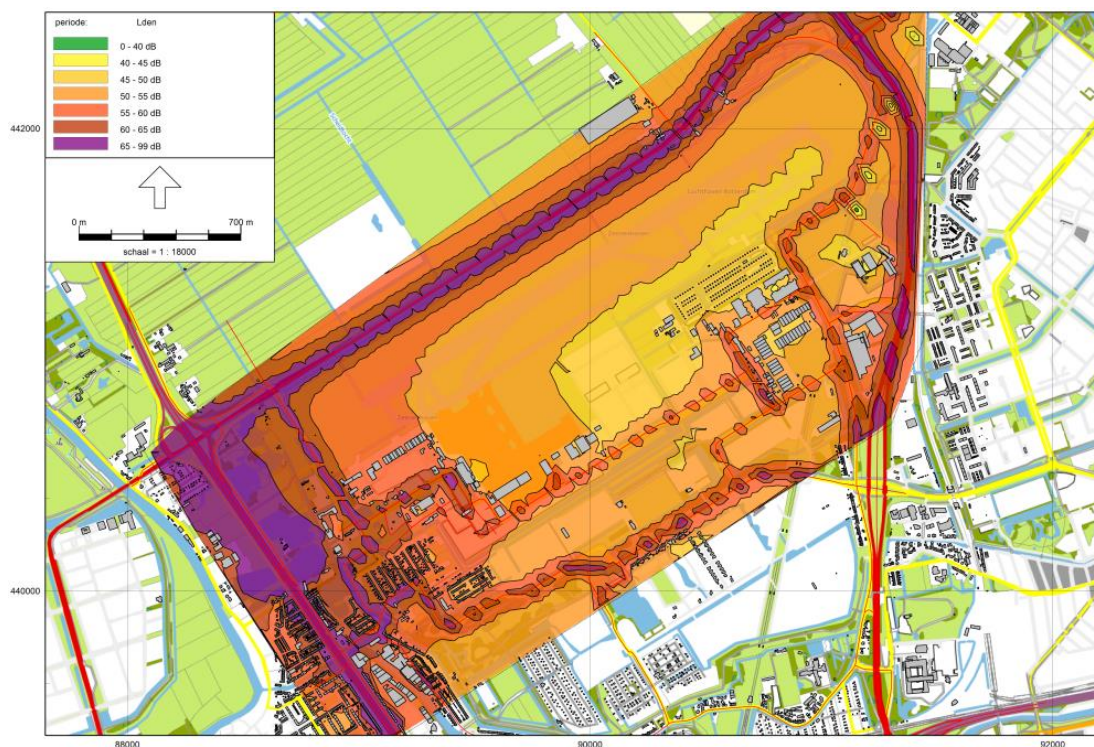 periode: Lden
0 - 40 dB
40 - 45 dB
45 - 50 dB
50 - 55 dB
55 - 60 dB
60 - 65 dB
65 - 99 dB
0 m 700 m
schaal = 1 : 18000
442000
440000
88000 90000 92000